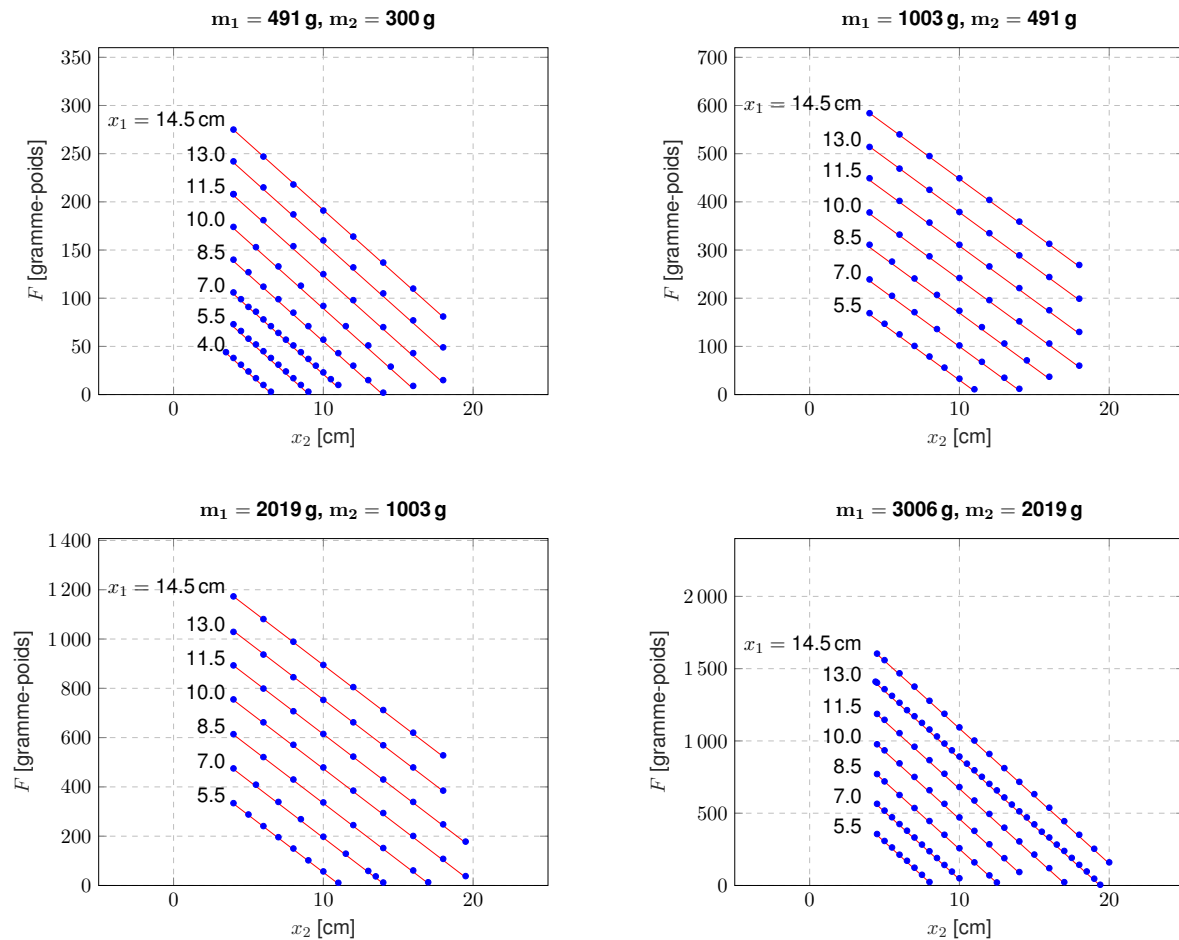 m₁ = 491 g, m₂ = 300 g
350
300
250
200
150
100
50
0
F [gramme-poids]
x₁ = 14.5 cm
13.0
11.5
10.0
8.5
7.0
5.5
4.0
0 10 20
x₂ [cm]
m₁ = 1003 g, m₂ = 491 g
700
600
500
400
300
200
100
0
F [gramme-poids]
x₁ = 14.5 cm
13.0
11.5
10.0
8.5
7.0
5.5
0 10 20
x₂ [cm]
m₁ = 2019 g, m₂ = 1003 g
1 400
1 200
1 000
800
600
400
200
0
F [gramme-poids]
x₁ = 14.5 cm
13.0
11.5
10.0
8.5
7.0
5.5
0 10 20
x₂ [cm]
m₁ = 3006 g, m₂ = 2019 g
2 000
1 500
1 000
500
0
F [gramme-poids]
x₁ = 14.5 cm
13.0
11.5
10.0
8.5
7.0
5.5
0 10 20
x₂ [cm]